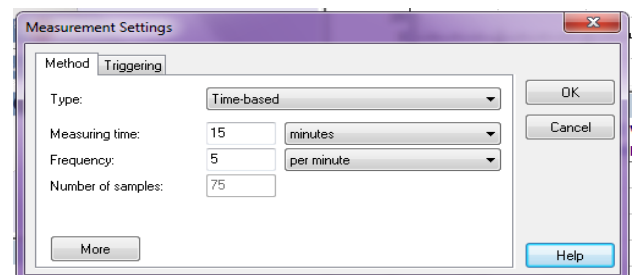 Measurement Settings
Method Triggering
Type: Time-based OK
Measuring time: 15 minutes Cancel
Frequency: 5 per minute
Number of samples: 75
More Help